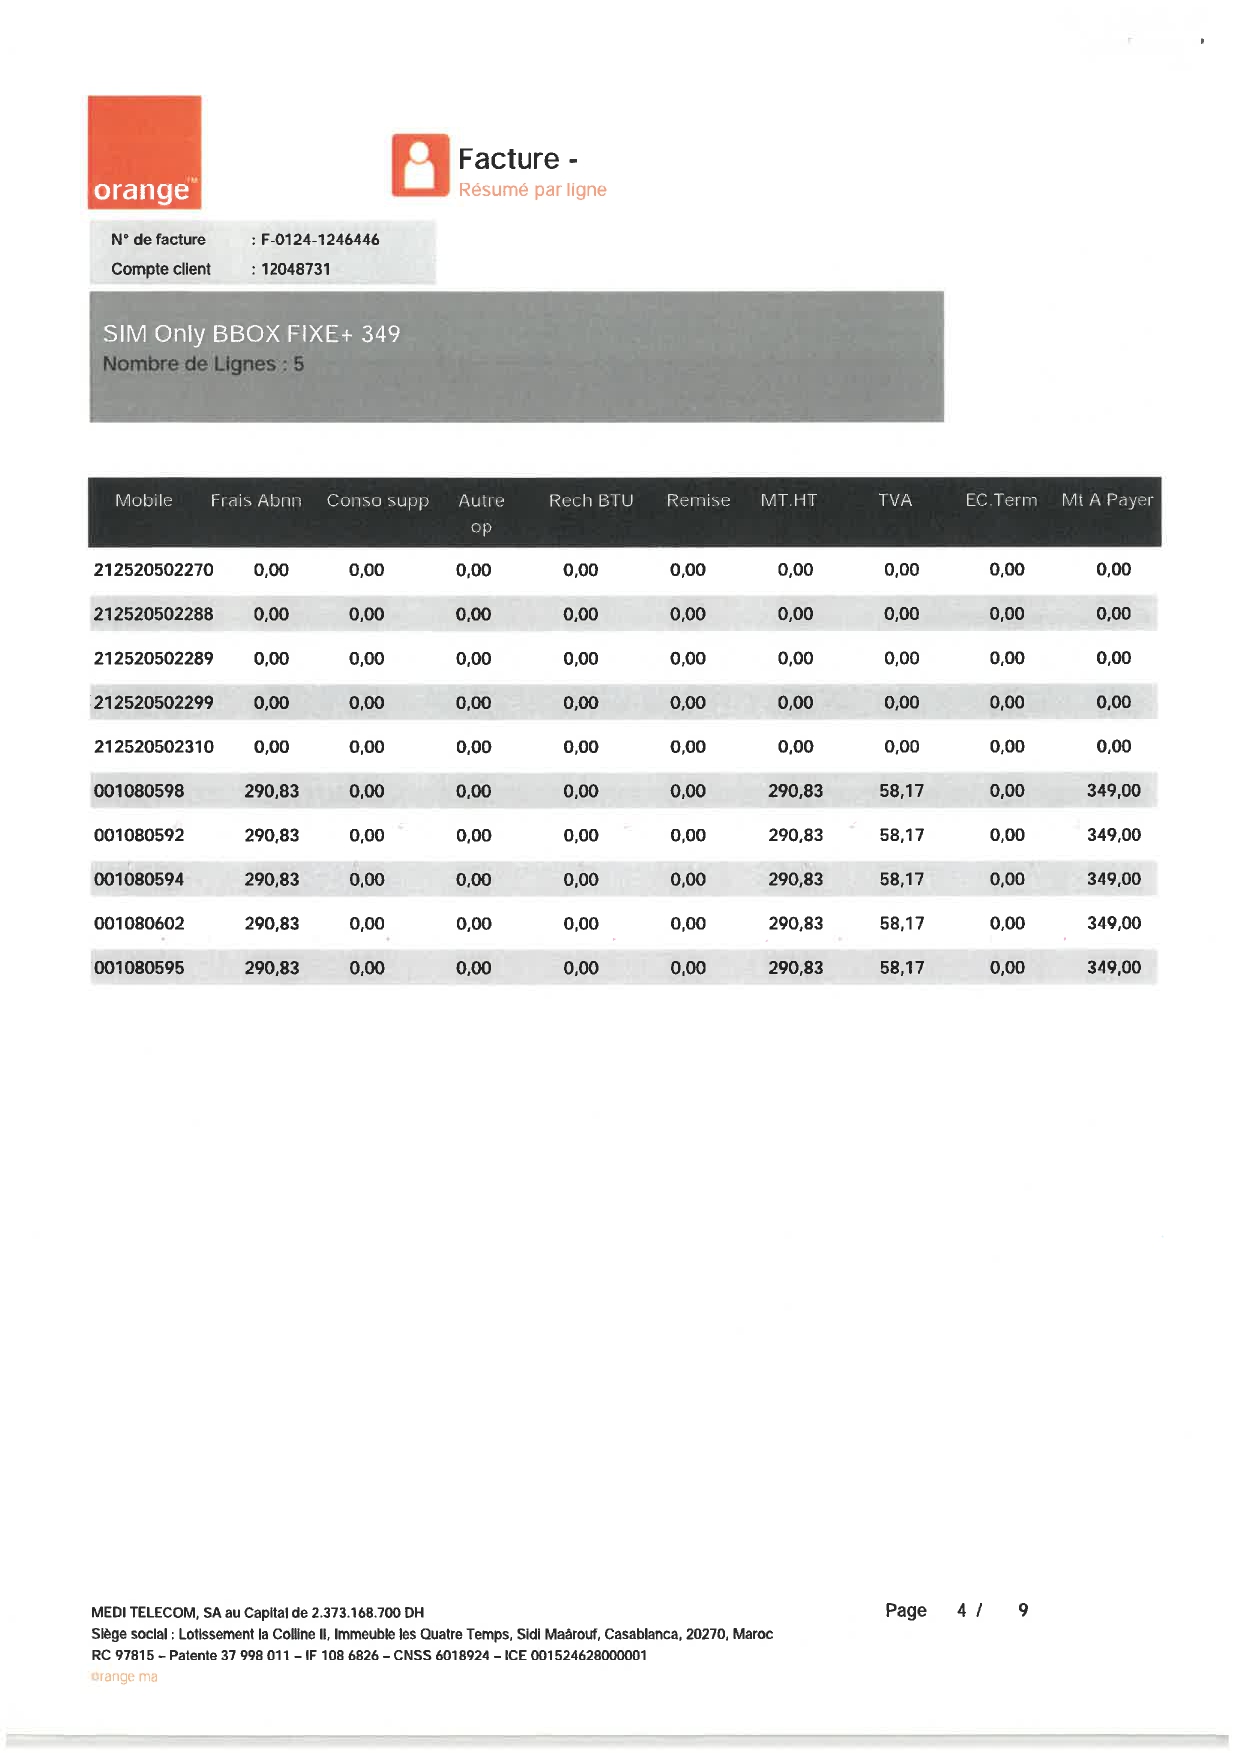 orange™
Facture -
Résumé par ligne
N° de facture : F-0124-1246446
Compte client : 12048731
SIM Only BBOX FIXE+ 349
Nombre de Lignes : 5
Mobile Frais Abnn Conso supp Autre op Rech BTU Remise MT.HT TVA EC.Term Mt A Payer
212520502270 0,00 0,00 0,00 0,00 0,00 0,00 0,00 0,00 0,00
212520502288 0,00 0,00 0,00 0,00 0,00 0,00 0,00 0,00 0,00
212520502289 0,00 0,00 0,00 0,00 0,00 0,00 0,00 0,00 0,00
212520502299 0,00 0,00 0,00 0,00 0,00 0,00 0,00 0,00 0,00
212520502310 0,00 0,00 0,00 0,00 0,00 0,00 0,00 0,00 0,00
001080598 290,83 0,00 0,00 0,00 0,00 290,83 58,17 0,00 349,00
001080592 290,83 0,00 0,00 0,00 0,00 290,83 58,17 0,00 349,00
001080594 290,83 0,00 0,00 0,00 0,00 290,83 58,17 0,00 349,00
001080602 290,83 0,00 0,00 0,00 0,00 290,83 58,17 0,00 349,00
001080595 290,83 0,00 0,00 0,00 0,00 290,83 58,17 0,00 349,00
MEDI TELECOM, SA au Capital de 2.373.168.700 DH
Page 4 / 9
Siège social : Lotissement la Colline II, Immeuble les Quatre Temps, Sidi Maârouf, Casablanca, 20270, Maroc
RC 97815 – Patente 37 998 011 – IF 108 6826 – CNSS 6018924 – ICE 001524628000001
orange ma